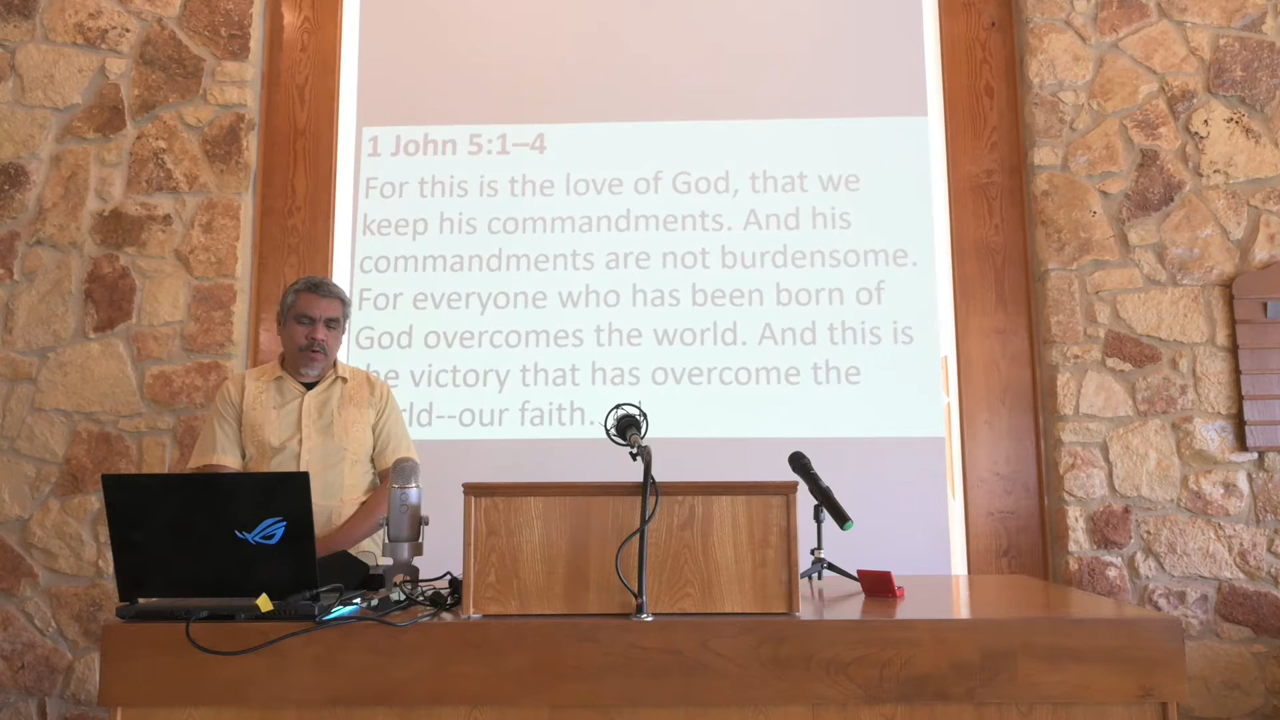 1 John 5:1–4
For this is the love of God, that we
keep his commandments. And his
commandments are not burdensome.
For everyone who has been born of
God overcomes the world. And this is
he victory that has overcome the
rld--our faith.